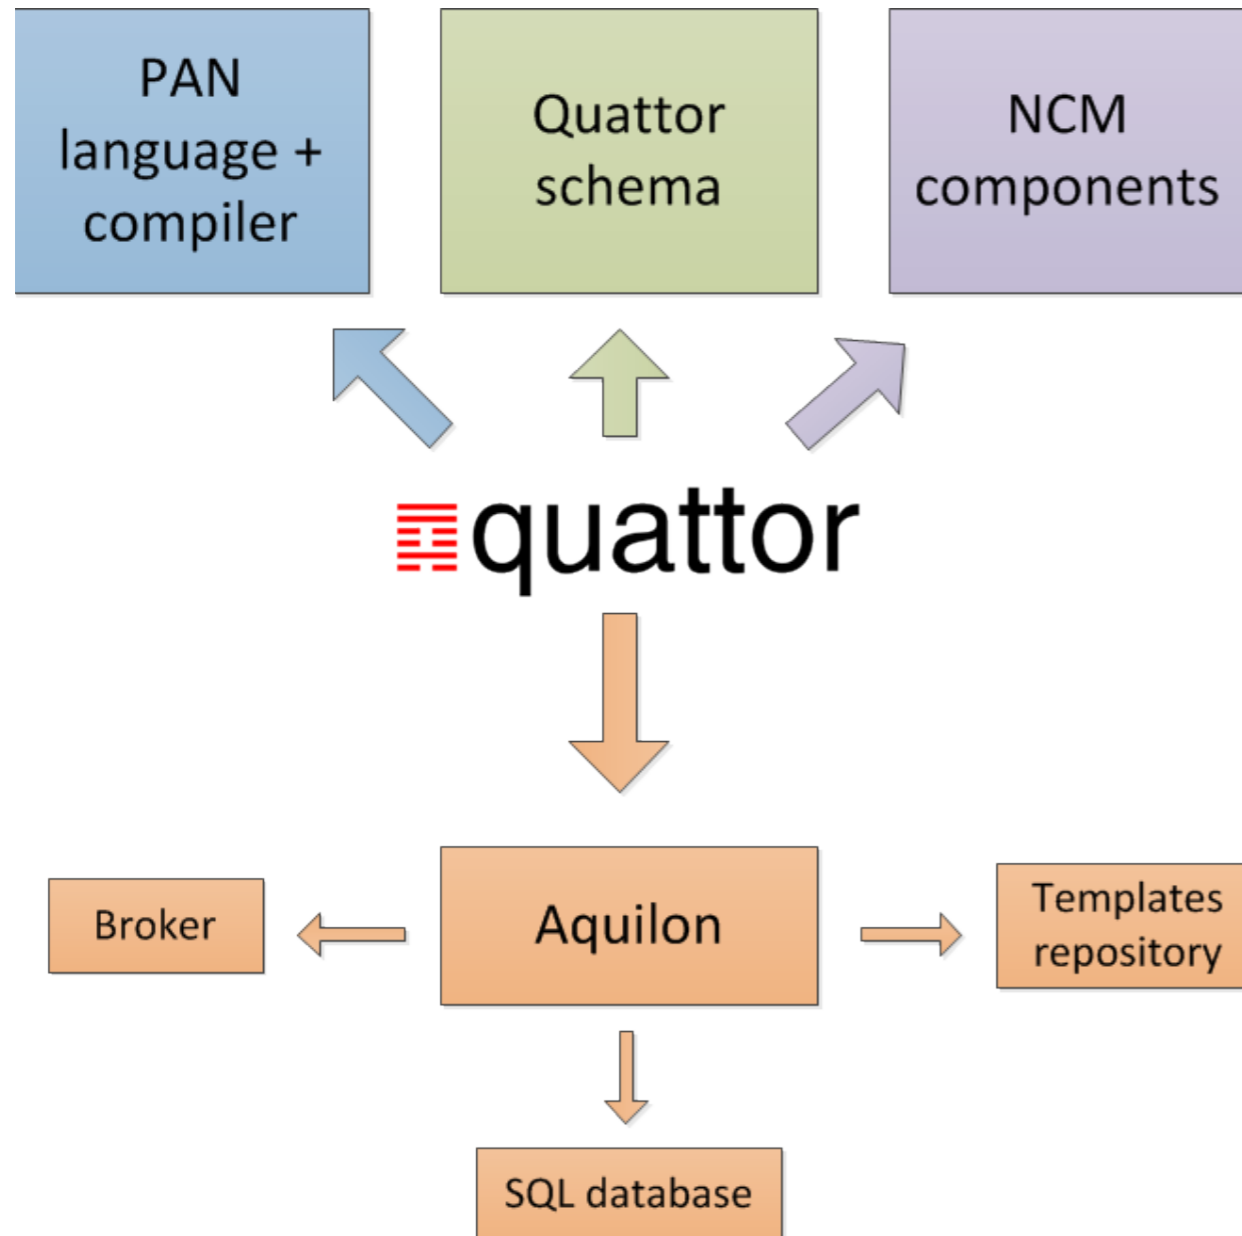 PAN
language +
compiler
Quattor
schema
NCM
components
quattor
Broker
Aquilon
Templates
repository
SQL database